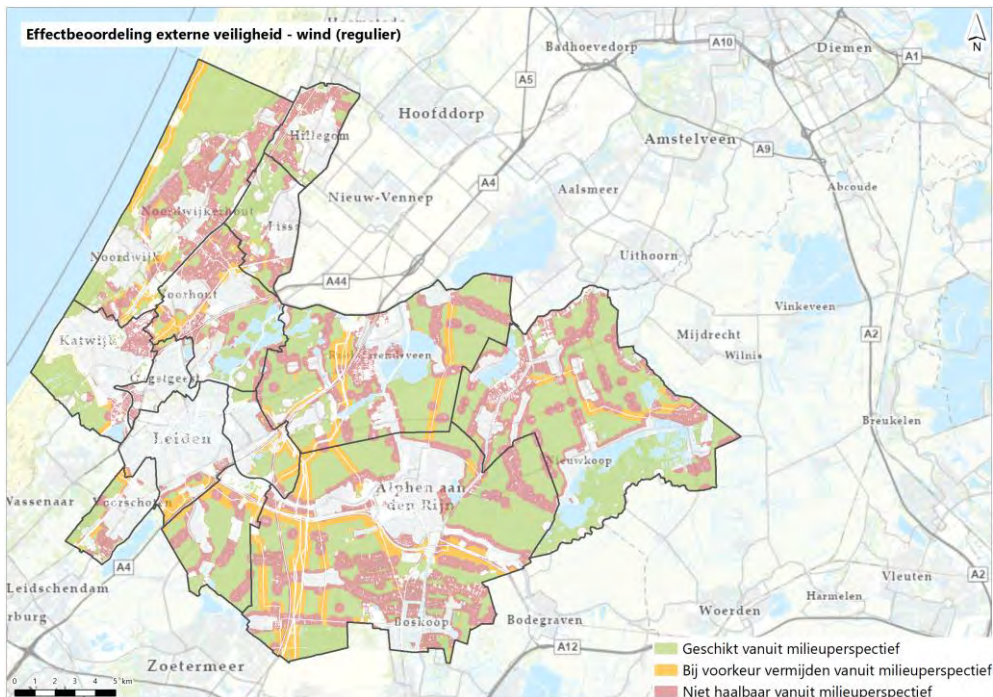 Effectbeoordeling externe veiligheid - wind (regulier)
N
Badhoevedorp
A10
Diemen
A1
A5
Hillegom
Hoofddorp
Amstelveen
A9
A4
Nieuw-Vennep
Aalsmeer
Abcoude
Noordwijkerhout
Lisse
Noordwijk
Uithoorn
A44
Voorhout
Vinkeveen
Katwijk
Mijdrecht
A2
Wilnis
Oegstgeest
Breukelen
Leiden
Nieuwkoop
Alphen aan
den Rijn
Wassenaar
Voorschoten
A4
Leidschendam
Vleuten
A2
Harmelen
rburg
Woerden
Boskoop
Bodegraven
A12
Zoetermeer
Geschikt vanuit milieuperspectief
Bij voorkeur vermijden vanuit milieuperspectief
Niet haalbaar vanuit milieuperspectief
0 1 2 3 4 5 km